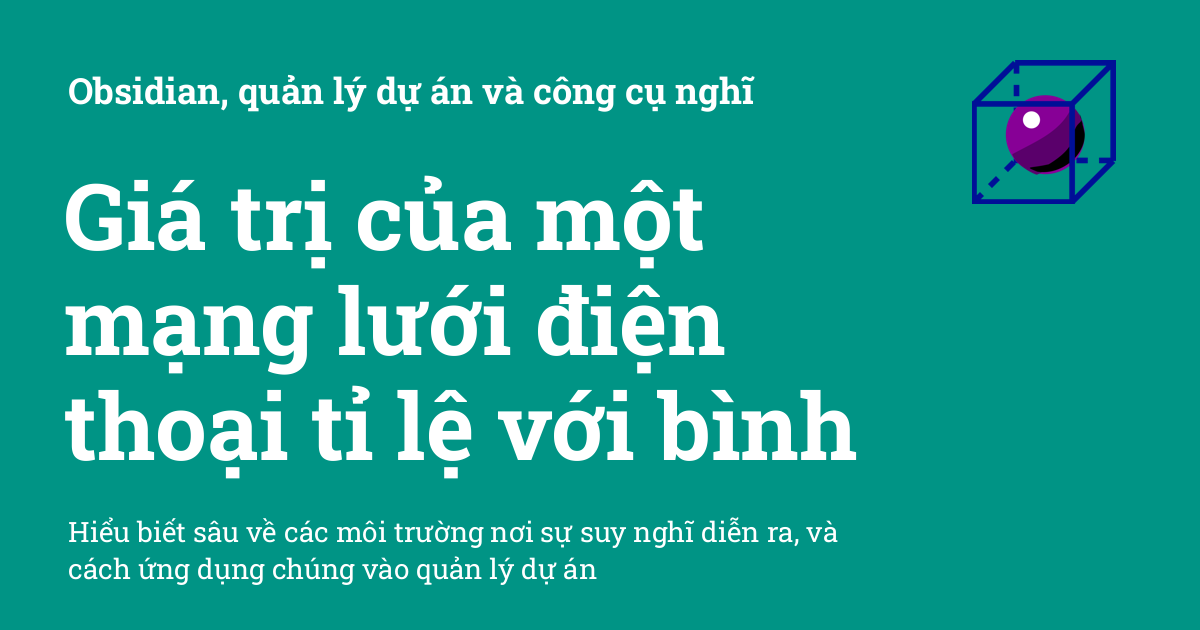 Obsidian, quản lý dự án và công cụ nghĩ
Giá trị của một
mạng lưới điện
thoại tỉ lệ với bình
Hiểu biết sâu về các môi trường nơi sự suy nghĩ diễn ra, và
cách ứng dụng chúng vào quản lý dự án